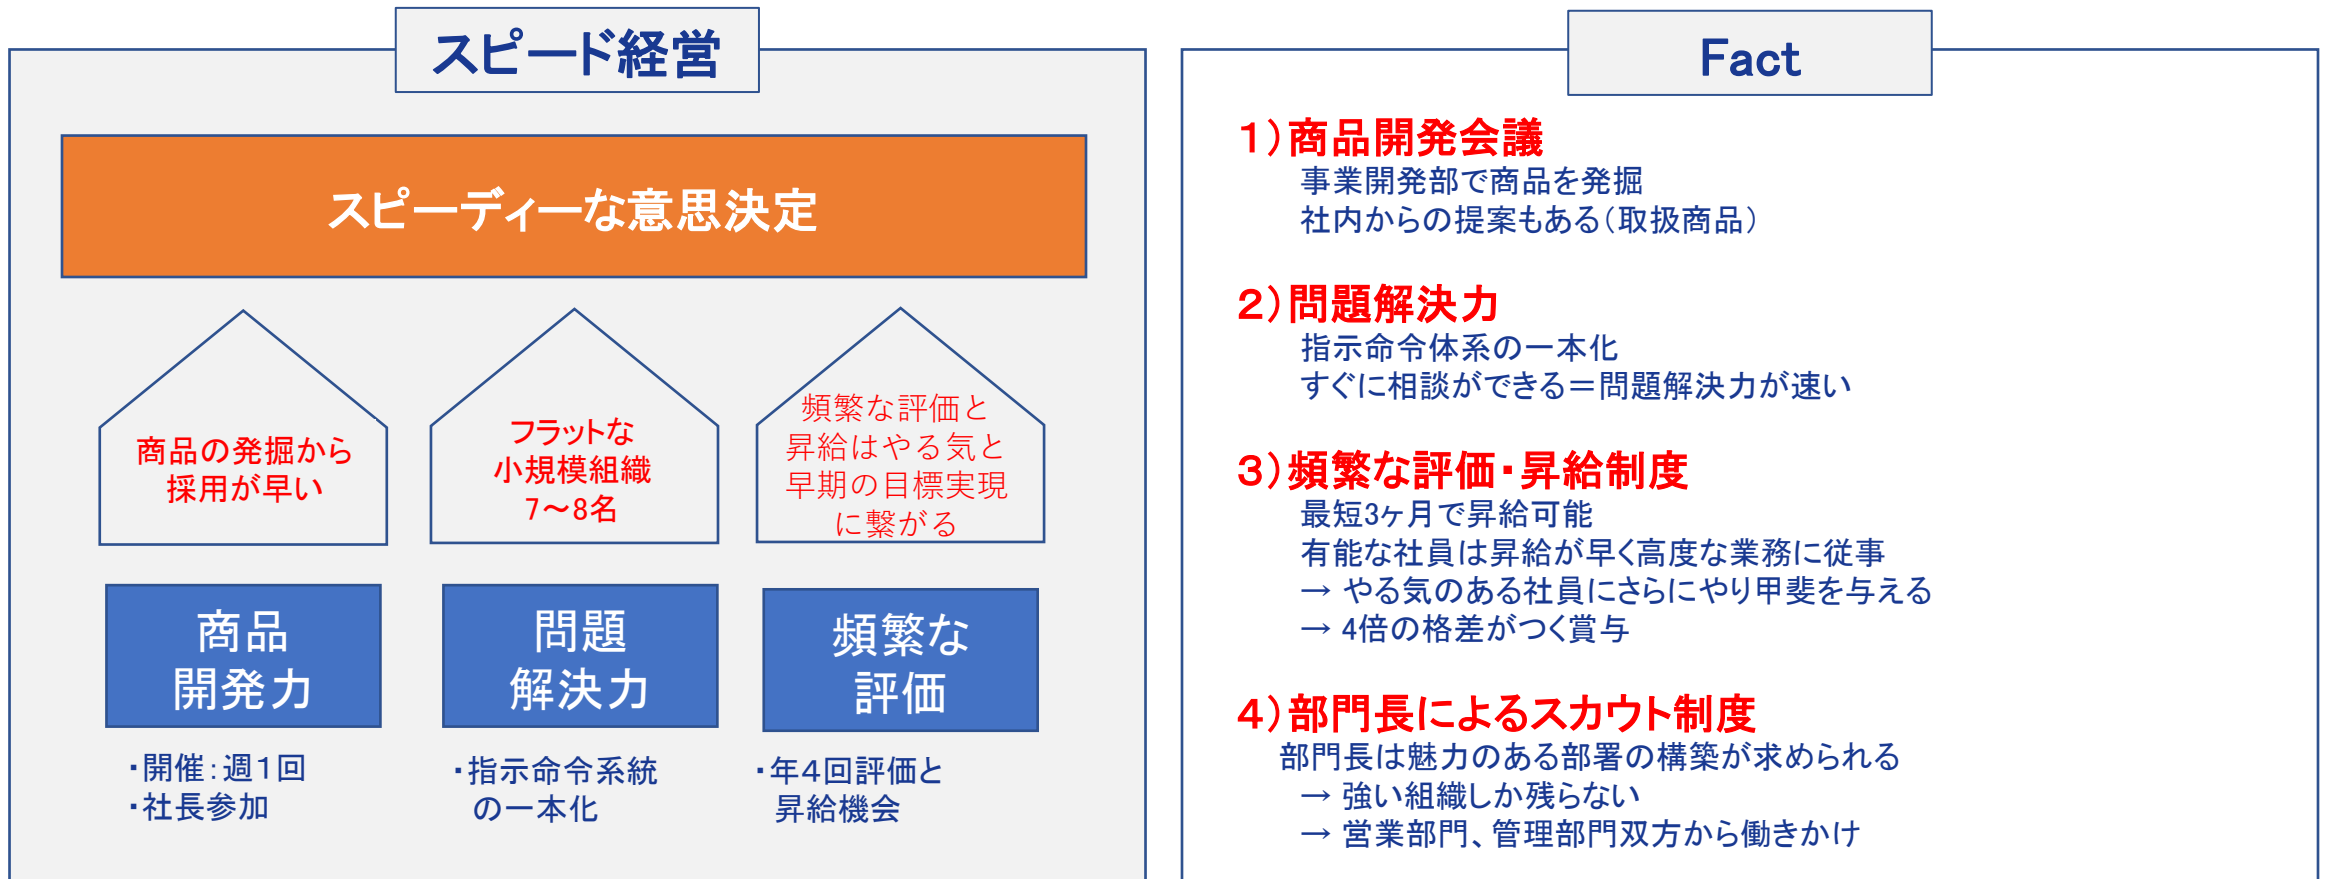 スピード経営
スピーディーな意思決定
商品の発掘から
採用が早い
フラットな
小規模組織
7～8名
頻繁な評価と
昇給はやる気と
早期の目標実現
に繋がる
商品
開発力
問題
解決力
頻繁な
評価
・開催：週１回
・社長参加
・指示命令系統
の一本化
・年４回評価と
昇給機会
Fact
１）商品開発会議
事業開発部で商品を発掘
社内からの提案もある（取扱商品）
２）問題解決力
指示命令体系の一本化
すぐに相談ができる＝問題解決力が速い
３）頻繁な評価・昇給制度
最短3ヶ月で昇給可能
有能な社員は昇給が早く高度な業務に従事
→ やる気のある社員にさらにやり甲斐を与える
→ 4倍の格差がつく賞与
４）部門長によるスカウト制度
部門長は魅力のある部署の構築が求められる
→ 強い組織しか残らない
→ 営業部門、管理部門双方から働きかけ